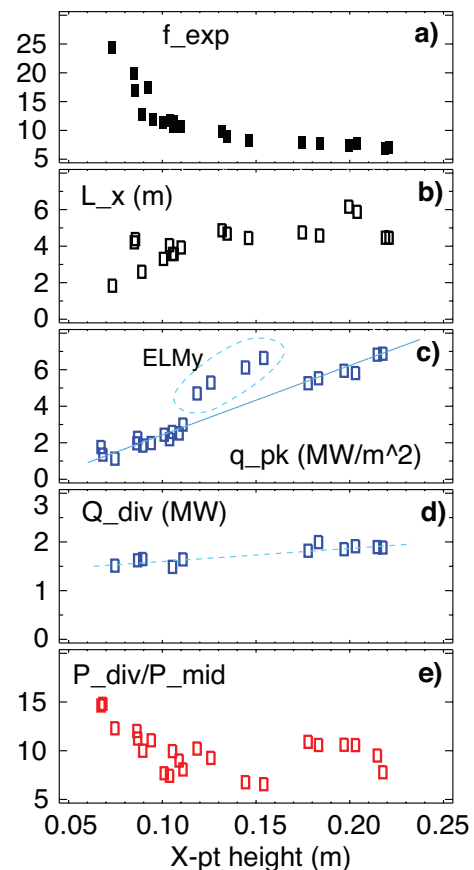 f_exp
a)
25
20
15
10
5
L_x (m)
b)
6
4
2
0
ELMy
c)
6
4
2
0
q_pk (MW/m^2)
Q_div (MW)
d)
3
2
1
0
P_div/P_mid
e)
15
10
5
0.05 0.10 0.15 0.20 0.25
X-pt height (m)